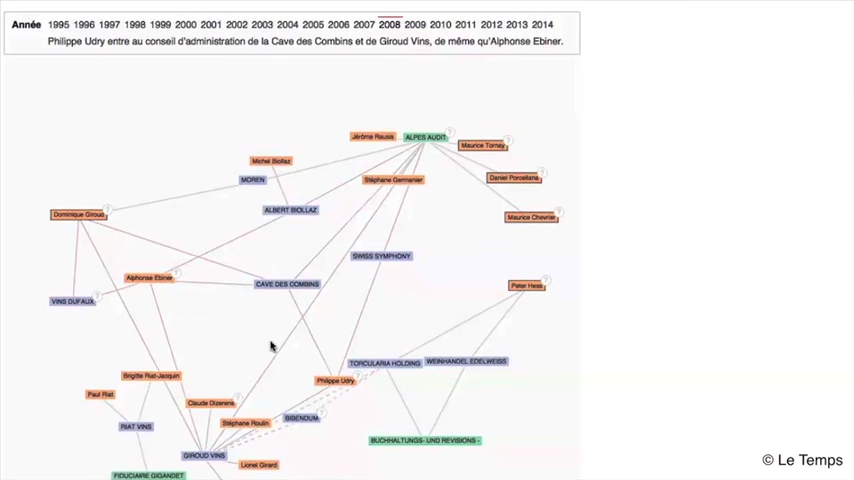 Année 1995 1996 1997 1998 1999 2000 2001 2002 2003 2004 2005 2006 2007 2008 2009 2010 2011 2012 2013 2014
Philippe Udry entre au conseil d'administration de la Cave des Combins et de Giroud Vins, de même qu'Alphonse Ebiner.
Jérôme Rausis
ALPES AUDIT ?
Maurice Tornay ?
Michel Biollaz
MOREN
Stéphane Germanier
Daniel Porcellana ?
Dominique Giroud ?
ALBERT BIOLLAZ
Maurice Chevrier ?
SWISS SYMPHONY
Alphonse Ebiner ?
CAVE DES COMBINS
Peter Hess ?
VINS DUFAUX ?
TORCULARIA HOLDING
WEINHANDEL EDELWEISS
Brigitte Riat-Jacquin
Philippe Udry ?
Paul Riat
Claude Dizerens ?
RIAT VINS
Stéphane Roulin
BIBENOUM ?
BUCHHALTUNGS- UND REVISIONS -
GIROUD VINS
Lionel Girard
FIDUCIAIRE GIGANDET
© Le Temps